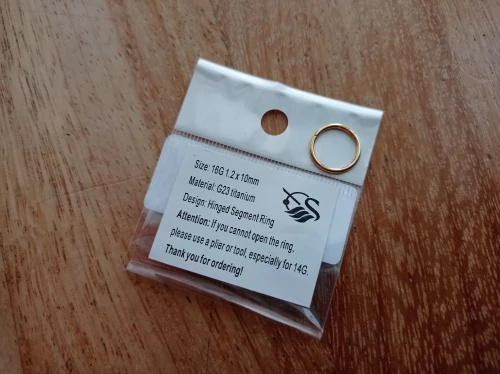 Size: 16G 1.2 x 10mm
Material: G23 titanium
Design: Hinged Segment Ring
Attention: If you cannot open the ring,
please use a plier or tool, especially for 14G.
Thank you for ordering!